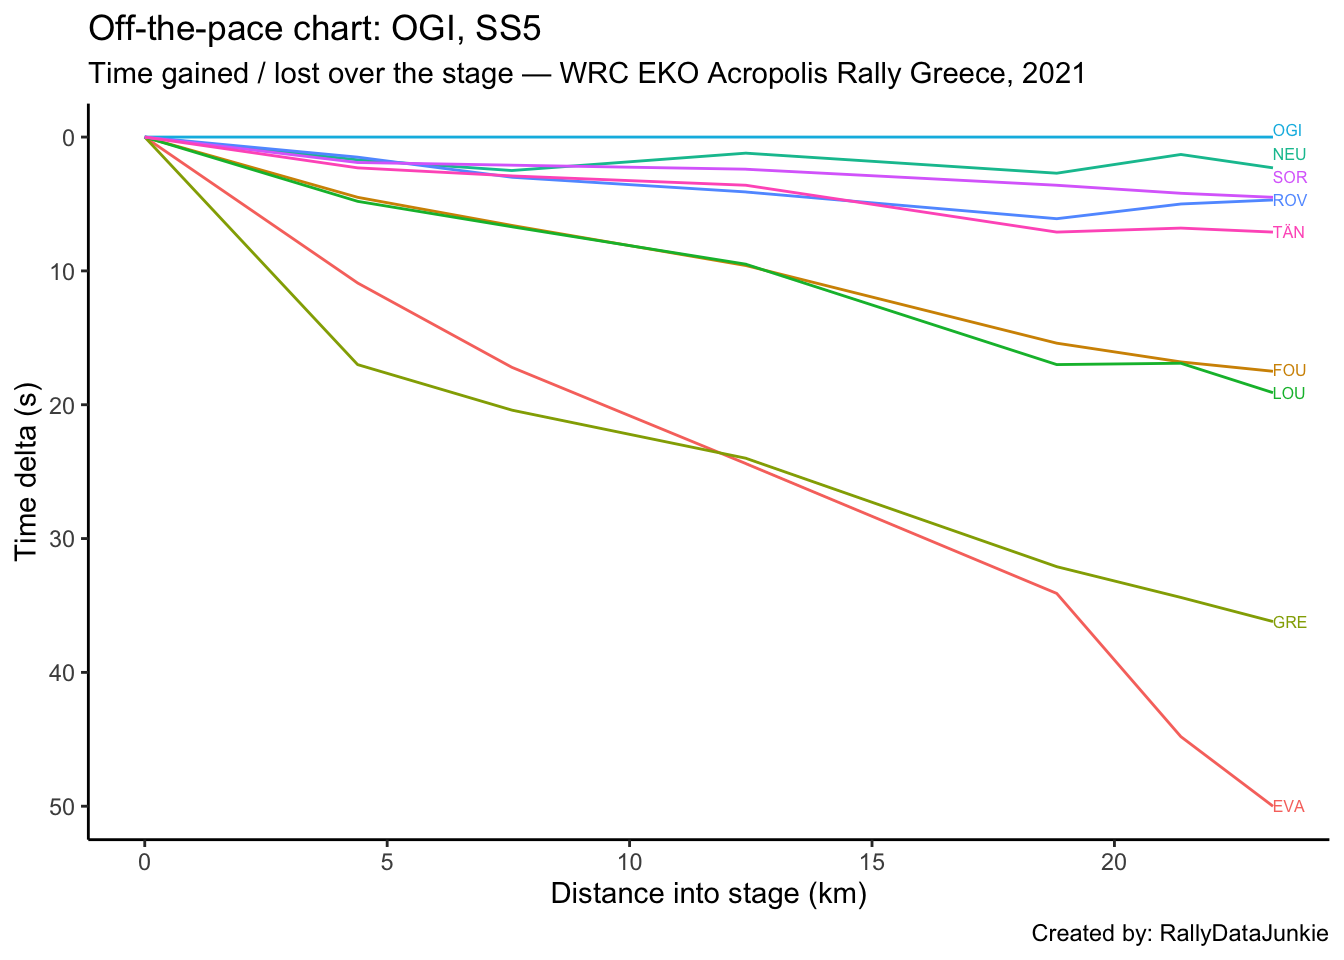 Off-the-pace chart: OGI, SS5
Time gained / lost over the stage — WRC EKO Acropolis Rally Greece, 2021
Time delta (s)
0
10
20
30
40
50
OGI
NEU
SOR
ROV
TÄN
FOU
LOU
GRE
EVA
0 5 10 15 20
Distance into stage (km)
Created by: RallyDataJunkie